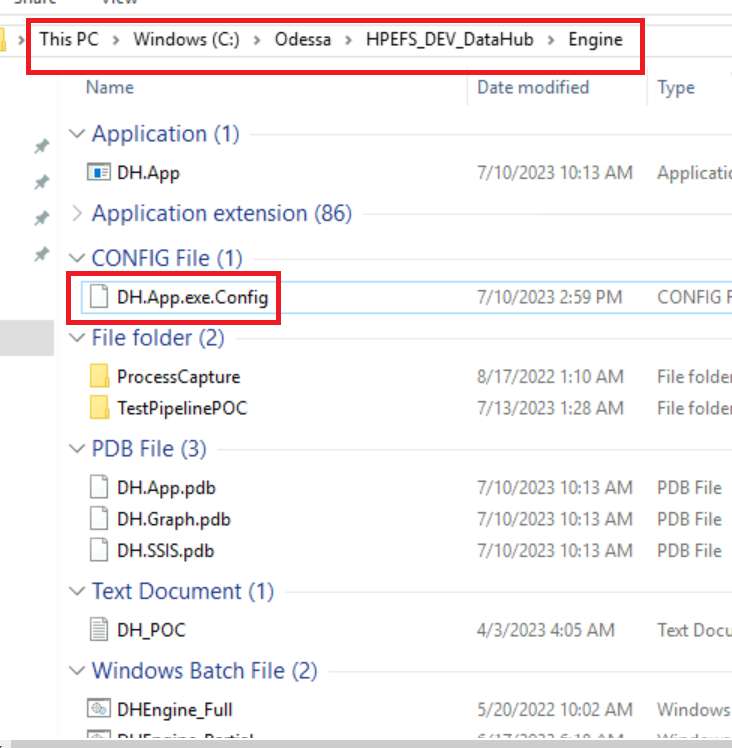 This PC > Windows (C:) > Odessa > HPEFS_DEV_DataHub > Engine
Name Date modified Type
Application (1)
DH.App 7/10/2023 10:13 AM
Application extension (86)
CONFIG File (1)
DH.App.exe.Config 7/10/2023 2:59 PM CONFIG F
File folder (2)
ProcessCapture 8/17/2022 1:10 AM File folder
TestPipelinePOC 7/13/2023 1:28 AM File folder
PDB File (3)
DH.App.pdb 7/10/2023 10:13 AM PDB File
DH.Graph.pdb 7/10/2023 10:13 AM PDB File
DH.SSIS.pdb 7/10/2023 10:13 AM PDB File
Text Document (1)
DH_POC 4/3/2023 4:05 AM Text Docu
Windows Batch File (2)
DHEngine_Full 5/20/2022 10:02 AM Windows